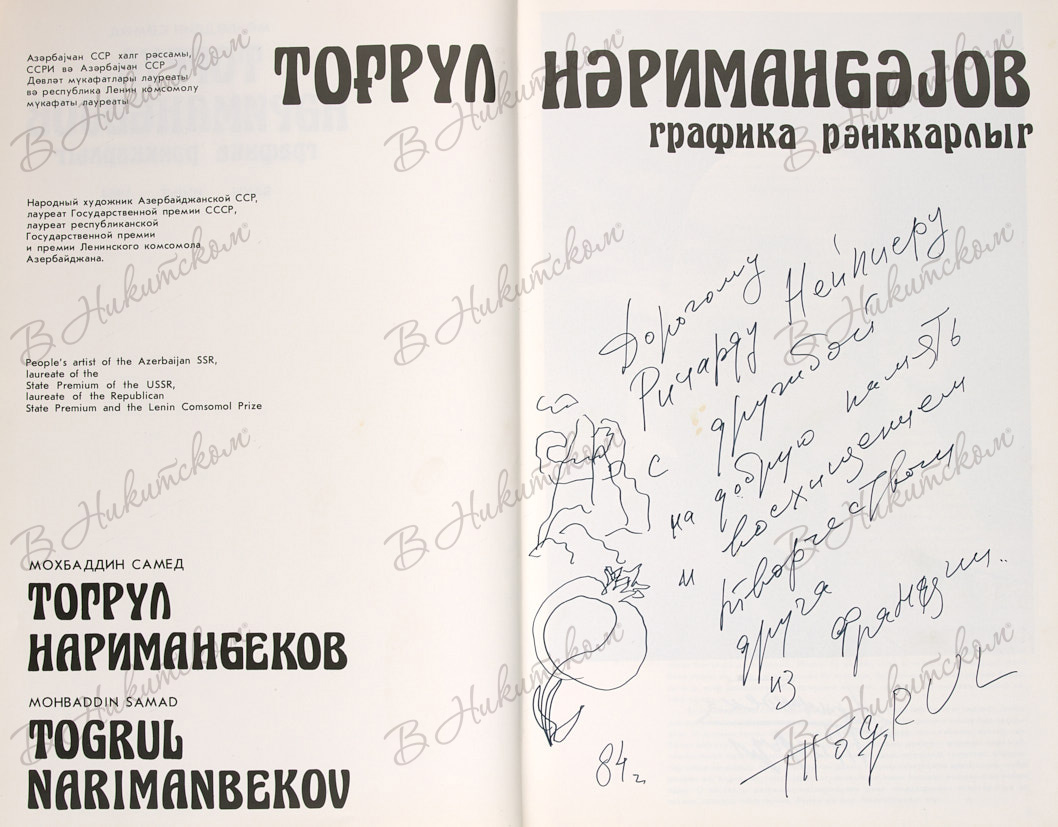 Азәрбајҹан ССР халг рәссамы,
ССРИ вә Азәрбајҹан ССР
Дөвләт мүкафатлары лауреаты
вә республика Ленин комсомолу
мүкафаты лауреаты
Народный художник Азербайджанской ССР,
лауреат Государственной премии СССР,
лауреат республиканской
Государственной премии
и премии Ленинского комсомола
Азербайджана.
People's artist of the Azerbaijan SSR,
laureate of the
State Premium of the USSR,
laureate of the Republican
State Premium and the Lenin Comsomol Prize
МОХБАДДИН САМЕД
ТОГРУЛ
НАРИМАНБЕКОВ
MOHBADDIN SAMAD
TOGRUL
NARIMANBEKOV
ТОҒРУЛ НӘРИМАНБӘЈОВ
графика рәнккарлыг
Дорогому
Ричарду Нейпиеру
с дружбой
на добрую память
и восхищением
творчеством
друга
из Франции..
TOGRUL
84 г
В Никитском